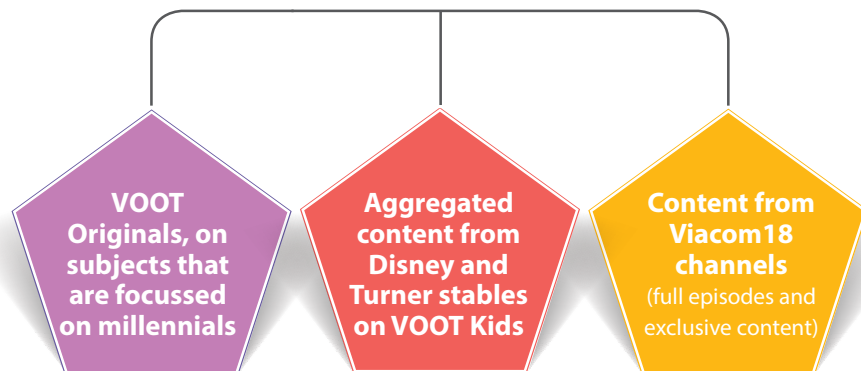 VOOT
Originals, on
subjects that
are focussed
on millennials
Aggregated
content from
Disney and
Turner stables
on VOOT Kids
Content from
Viacom18
channels
(full episodes and
exclusive content)